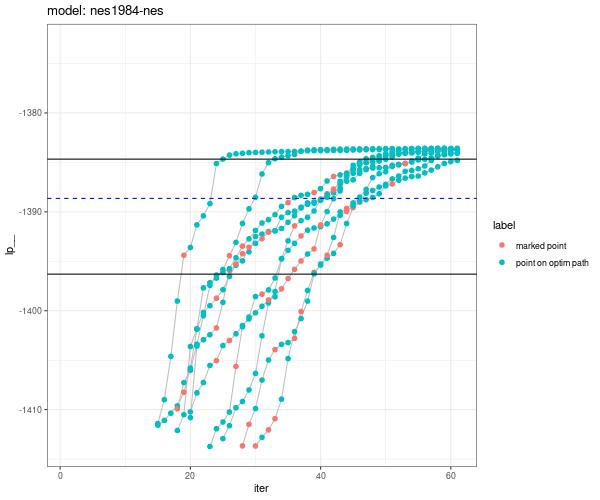 model: nes1984-nes
-1380
-1390
-1400
-1410
lp__
0
20
40
60
iter
label
marked point
point on optim path